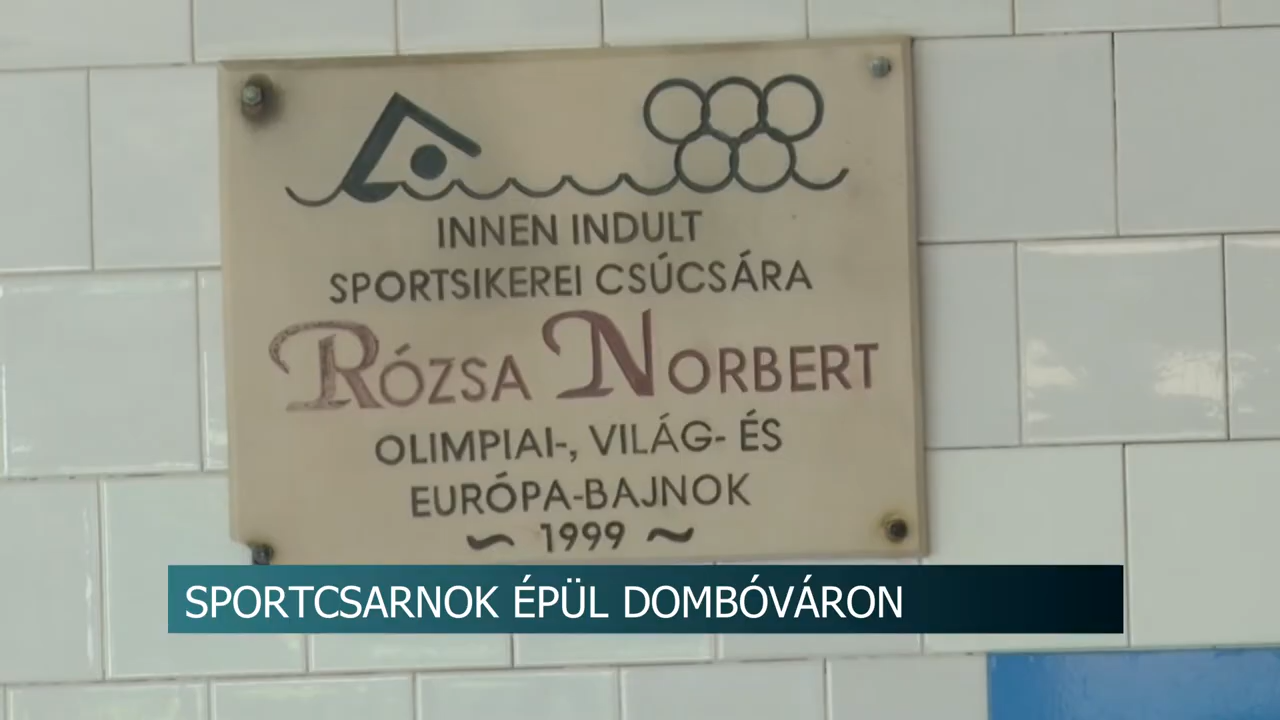 INNEN INDULT
SPORTSIKEREI CSÚCSÁRA
RÓZSA NORBERT
OLIMPIAI-, VILÁG- ÉS
EURÓPA-BAJNOK
~ 1999 ~
SPORTCSARNOK ÉPÜL DOMBÓVÁRON